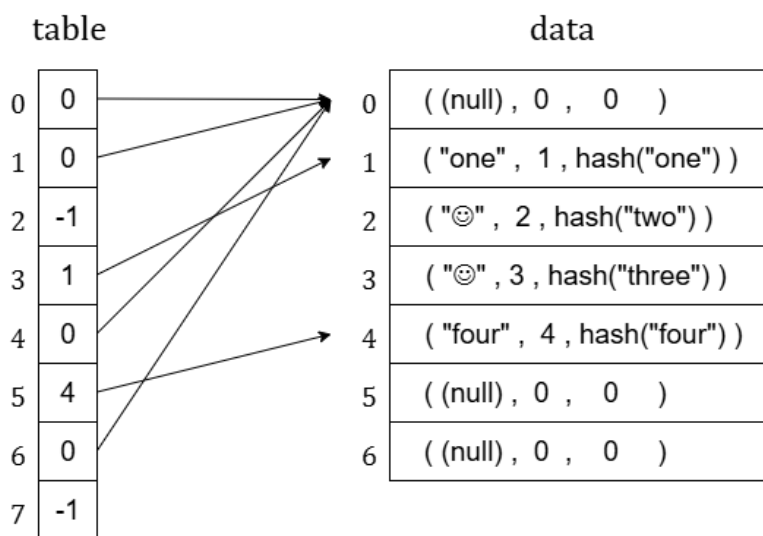 table data
0 0 0 ( (null) , 0 , 0 )
1 0 1 ( "one" , 1 , hash("one") )
2 -1 2 ( "☺" , 2 , hash("two") )
3 1 3 ( "☺" , 3 , hash("three") )
4 0 4 ( "four" , 4 , hash("four") )
5 4 5 ( (null) , 0 , 0 )
6 0 6 ( (null) , 0 , 0 )
7 -1